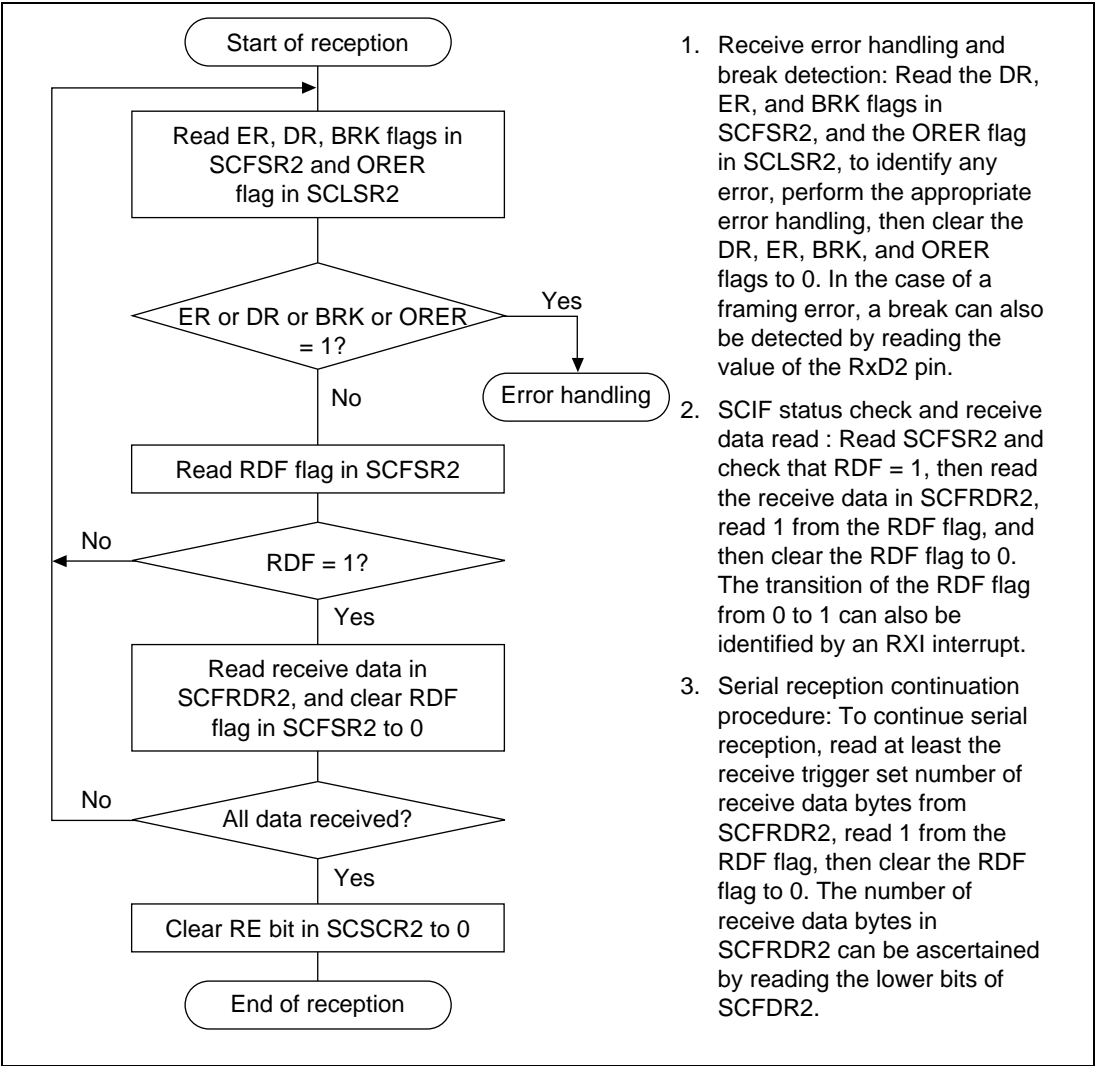 Start of reception
Read ER, DR, BRK flags in
SCFSR2 and ORER
flag in SCLSR2
ER or DR or BRK or ORER
= 1?
Yes
Error handling
No
Read RDF flag in SCFSR2
No
RDF = 1?
Yes
Read receive data in
SCFRDR2, and clear RDF
flag in SCFSR2 to 0
No
All data received?
Yes
Clear RE bit in SCSCR2 to 0
End of reception
1. Receive error handling and
break detection: Read the DR,
ER, and BRK flags in
SCFSR2, and the ORER flag
in SCLSR2, to identify any
error, perform the appropriate
error handling, then clear the
DR, ER, BRK, and ORER
flags to 0. In the case of a
framing error, a break can also
be detected by reading the
value of the RxD2 pin.
2. SCIF status check and receive
data read : Read SCFSR2 and
check that RDF = 1, then read
the receive data in SCFRDR2,
read 1 from the RDF flag, and
then clear the RDF flag to 0.
The transition of the RDF flag
from 0 to 1 can also be
identified by an RXI interrupt.
3. Serial reception continuation
procedure: To continue serial
reception, read at least the
receive trigger set number of
receive data bytes from
SCFRDR2, read 1 from the
RDF flag, then clear the RDF
flag to 0. The number of
receive data bytes in
SCFRDR2 can be ascertained
by reading the lower bits of
SCFDR2.